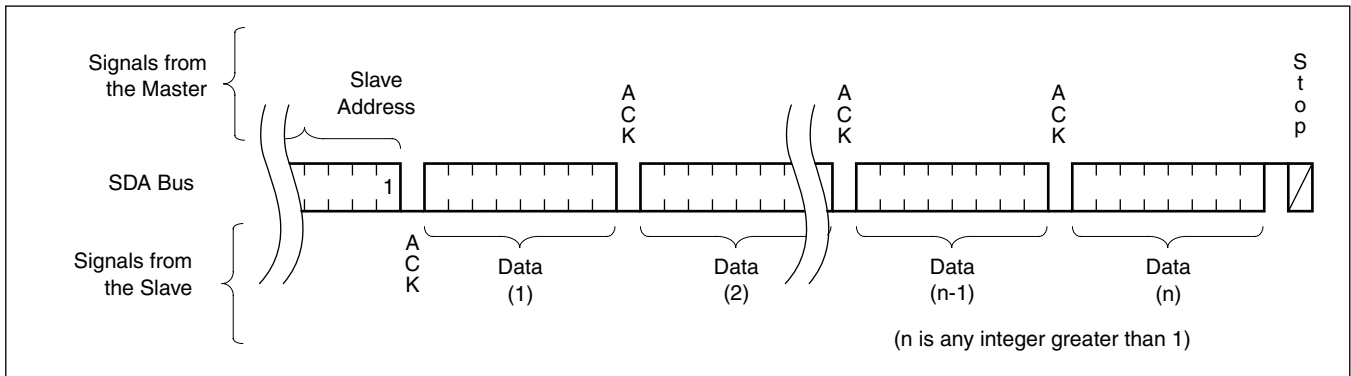 Signals from
the Master
Slave
Address
A
C
K
A
C
K
A
C
K
S
t
o
p
SDA Bus
1
Signals from
the Slave
A
C
K
Data
(1)
Data
(2)
Data
(n-1)
Data
(n)
(n is any integer greater than 1)